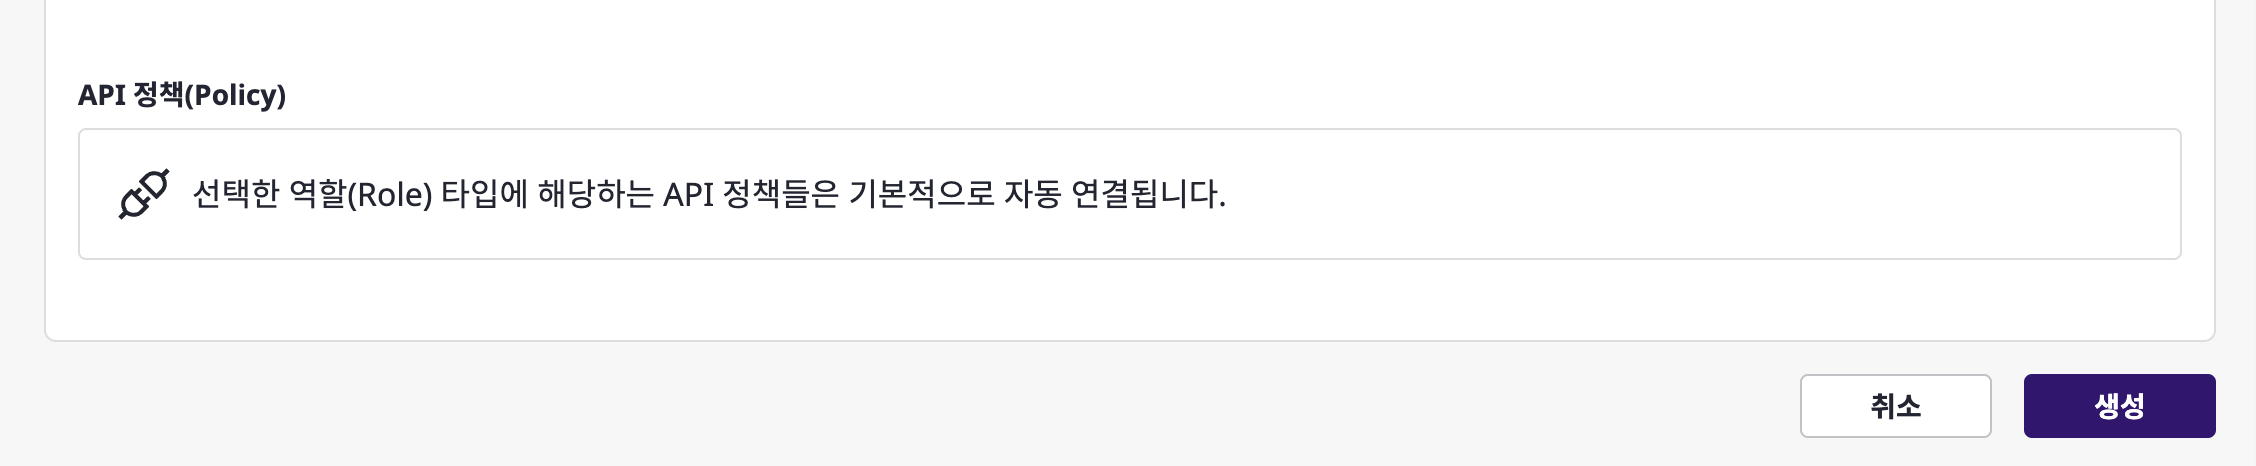 API 정책(Policy)
선택한 역할(Role) 타입에 해당하는 API 정책들은 기본적으로 자동 연결됩니다.
취소
생성